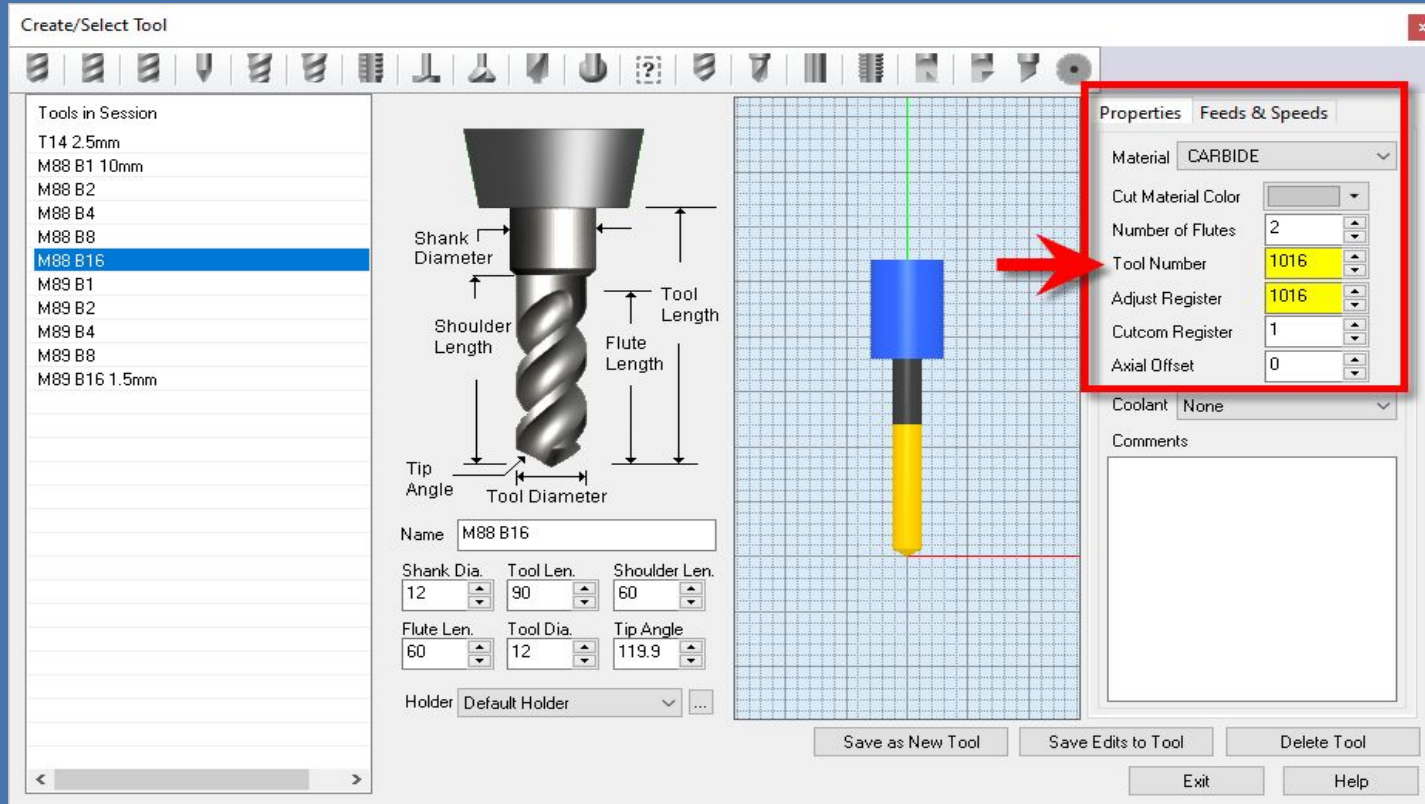 Create/Select Tool
?
Tools in Session
T14 2.5mm
M88 B1 10mm
M88 B2
M88 B4
M88 B8
M88 B16
M89 B1
M89 B2
M89 B4
M89 B8
M89 B16 1.5mm
Shank
Diameter
Shoulder
Length
Tool
Length
Flute
Length
Tip
Angle
Tool Diameter
Name M88 B16
Shank Dia. Tool Len. Shoulder Len.
12 90 60
Flute Len. Tool Dia. Tip Angle
60 12 119.9
Holder Default Holder ...
Properties Feeds & Speeds
Material CARBIDE
Cut Material Color
Number of Flutes 2
Tool Number 1016
Adjust Register 1016
Cutcom Register 1
Axial Offset 0
Coolant None
Comments
Save as New Tool Save Edits to Tool Delete Tool
Exit Help